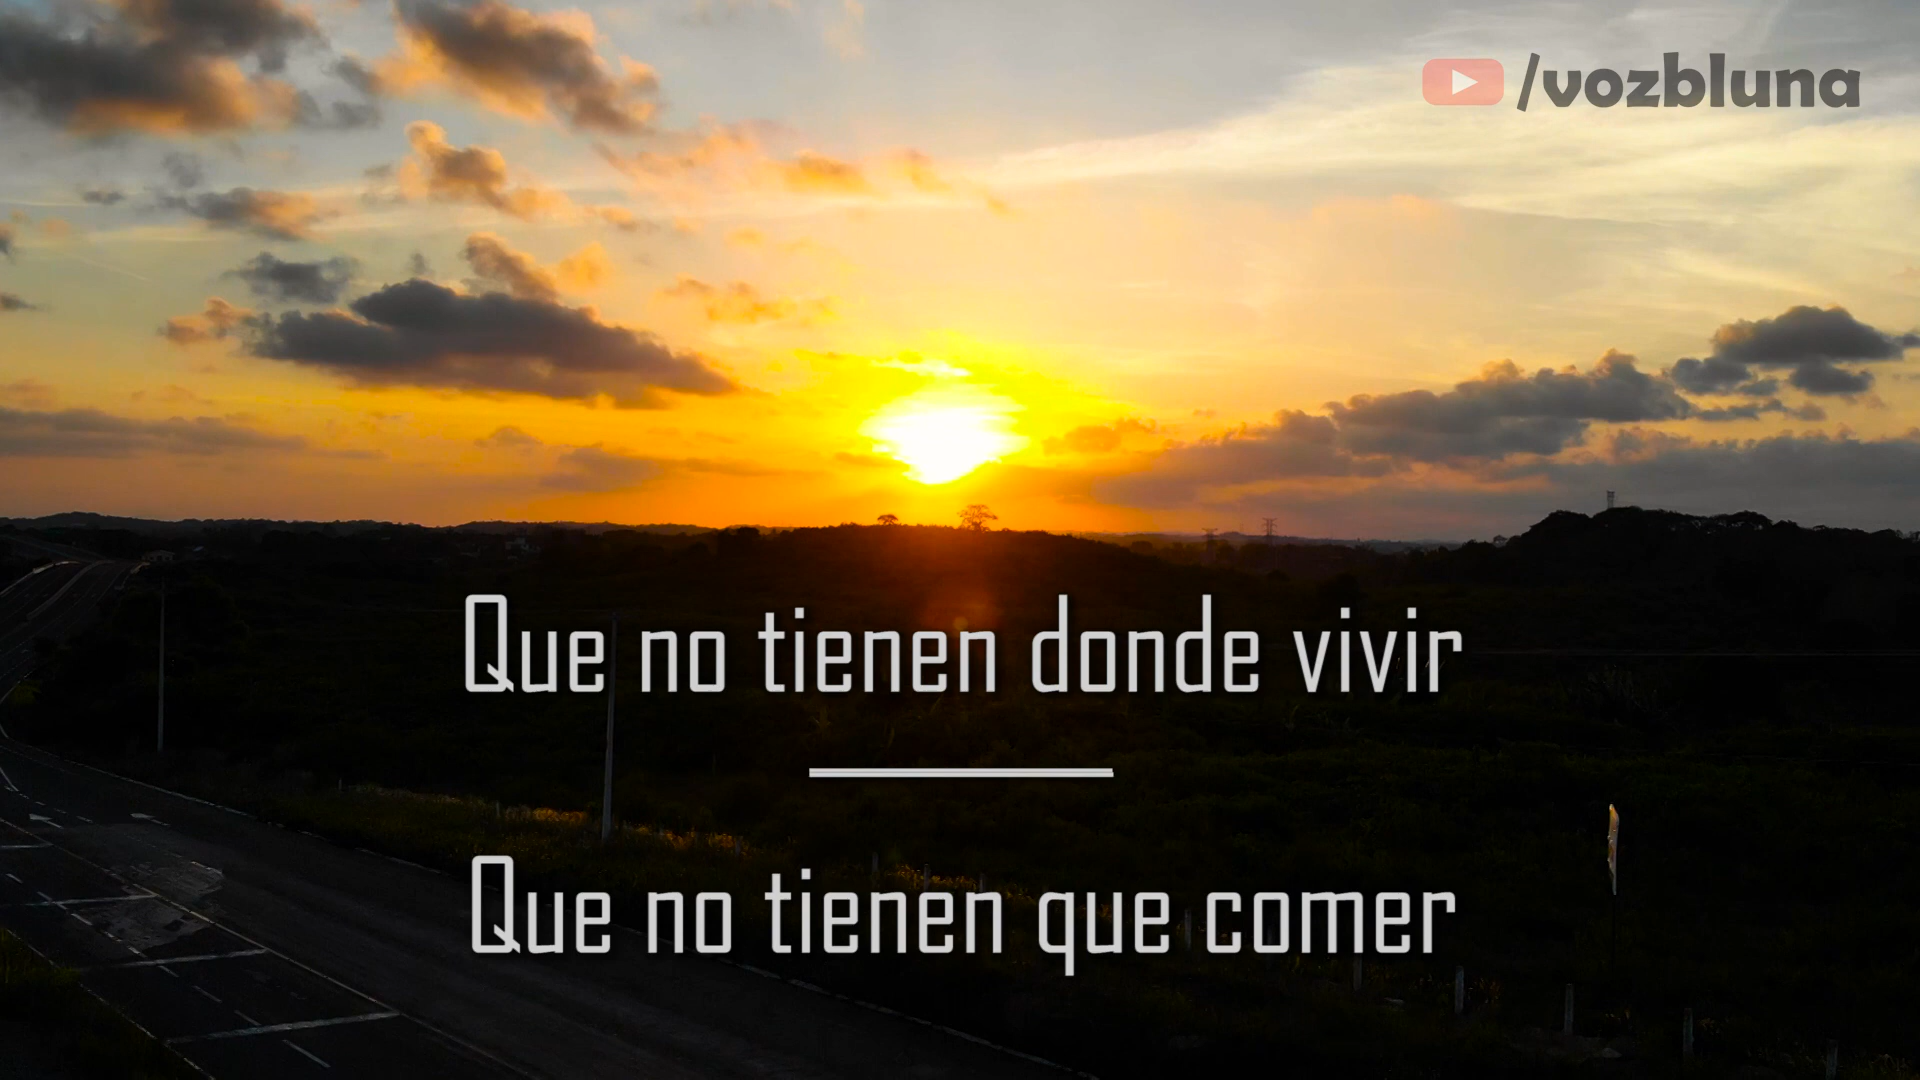 /vozbluna
Que no tienen donde vivir
Que no tienen que comer